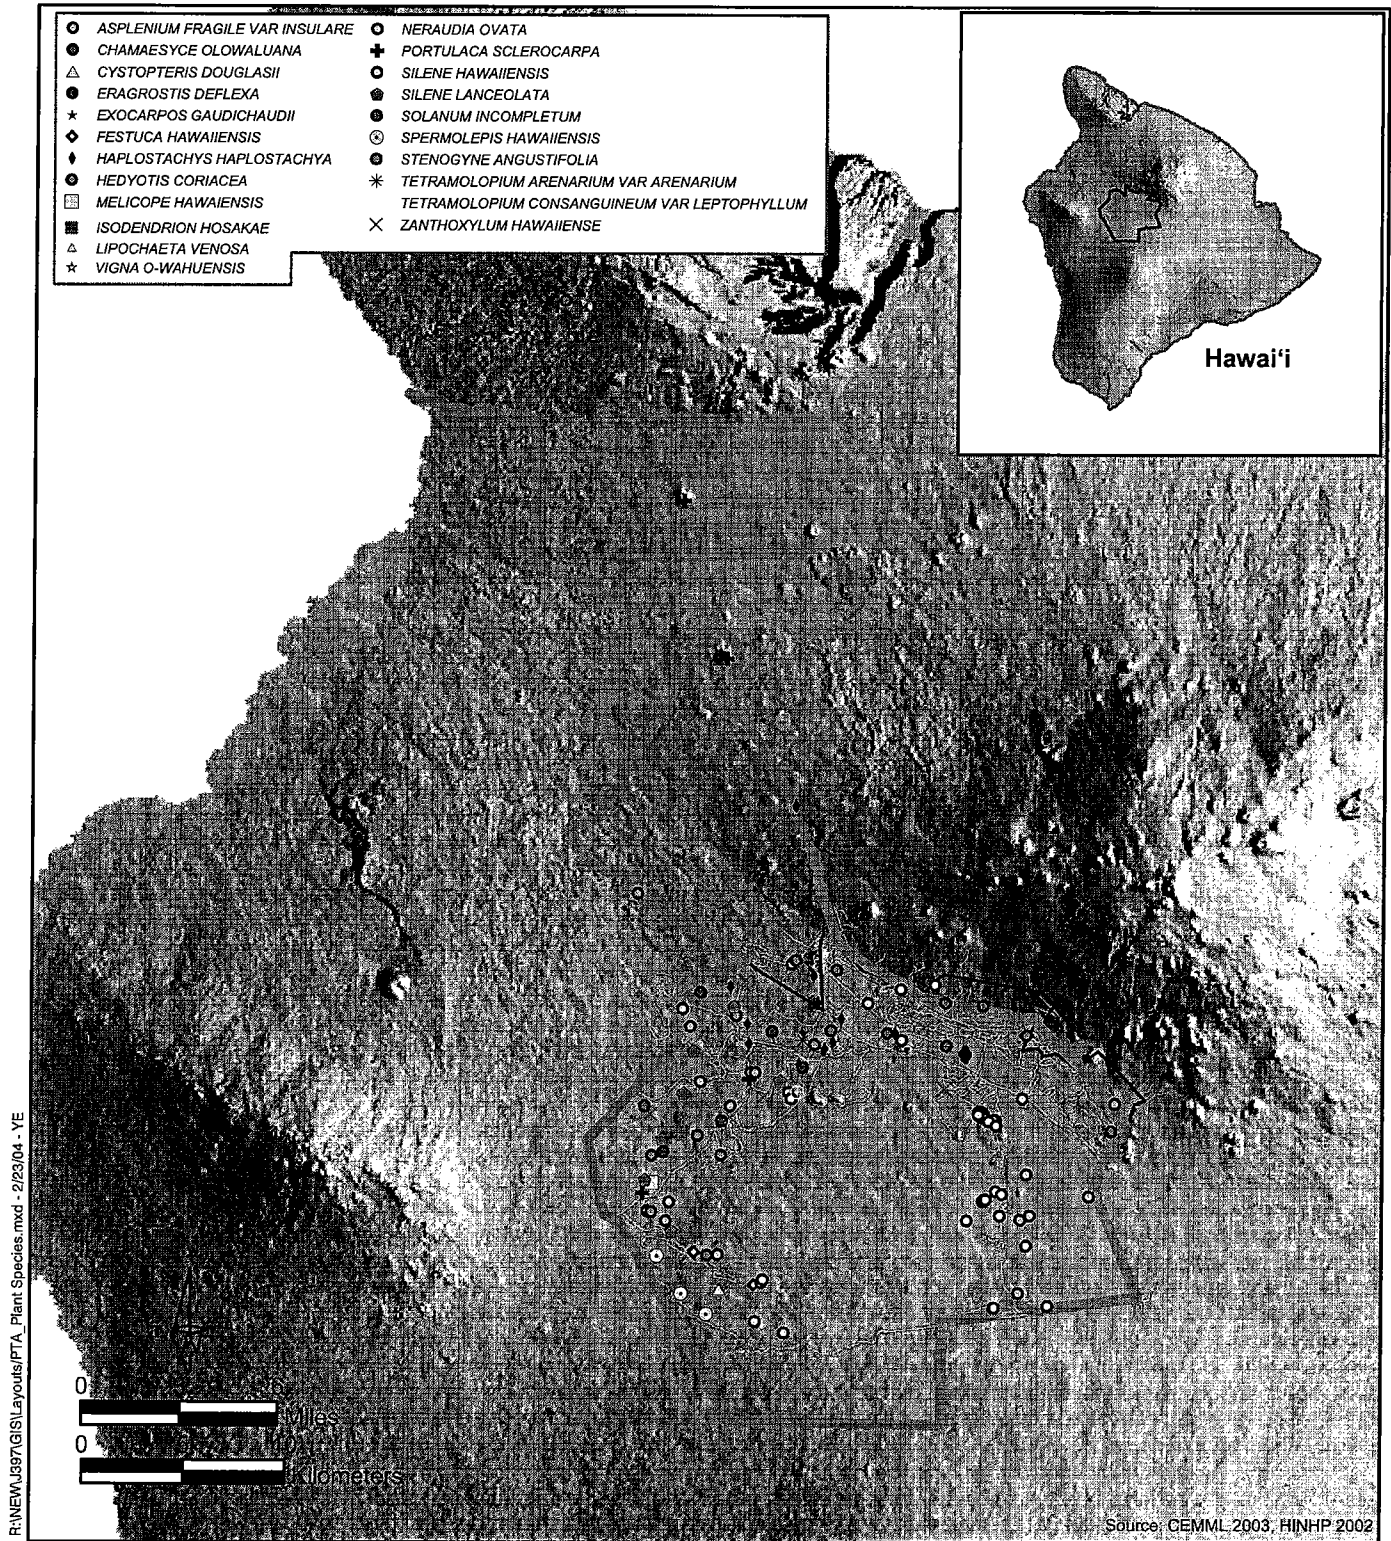 ASPLENIUM FRAGILE VAR INSULARE
CHAMAESYCE OLOWALUANA
CYSTOPTERIS DOUGLASII
ERAGROSTIS DEFLEXA
EXOCARPOS GAUDICHAUDII
FESTUCA HAWAIIENSIS
HAPLOSTACHYS HAPLOSTACHYA
HEDYOTIS CORIACEA
MELICOPE HAWAIENSIS
ISODENDRION HOSAKAE
LIPOCHAETA VENOSA
VIGNA O-WAHUENSIS
NERAUDIA OVATA
PORTULACA SCLEROCARPA
SILENE HAWAIIENSIS
SILENE LANCEOLATA
SOLANUM INCOMPLETUM
SPERMOLEPIS HAWAIIENSIS
STENOGYNE ANGUSTIFOLIA
TETRAMOLOPIUM ARENARIUM VAR ARENARIUM
TETRAMOLOPIUM CONSANGUINEUM VAR LEPTOPHYLLUM
ZANTHOXYLUM HAWAIIENSE
Hawai‘i
R:\NEW\J397\GIS\Layouts/PTA_Plant Species.mxd - 2/23/04 - YE
0
Miles
0
Kilometers
Source: CEMML 2003, HINHP 2002